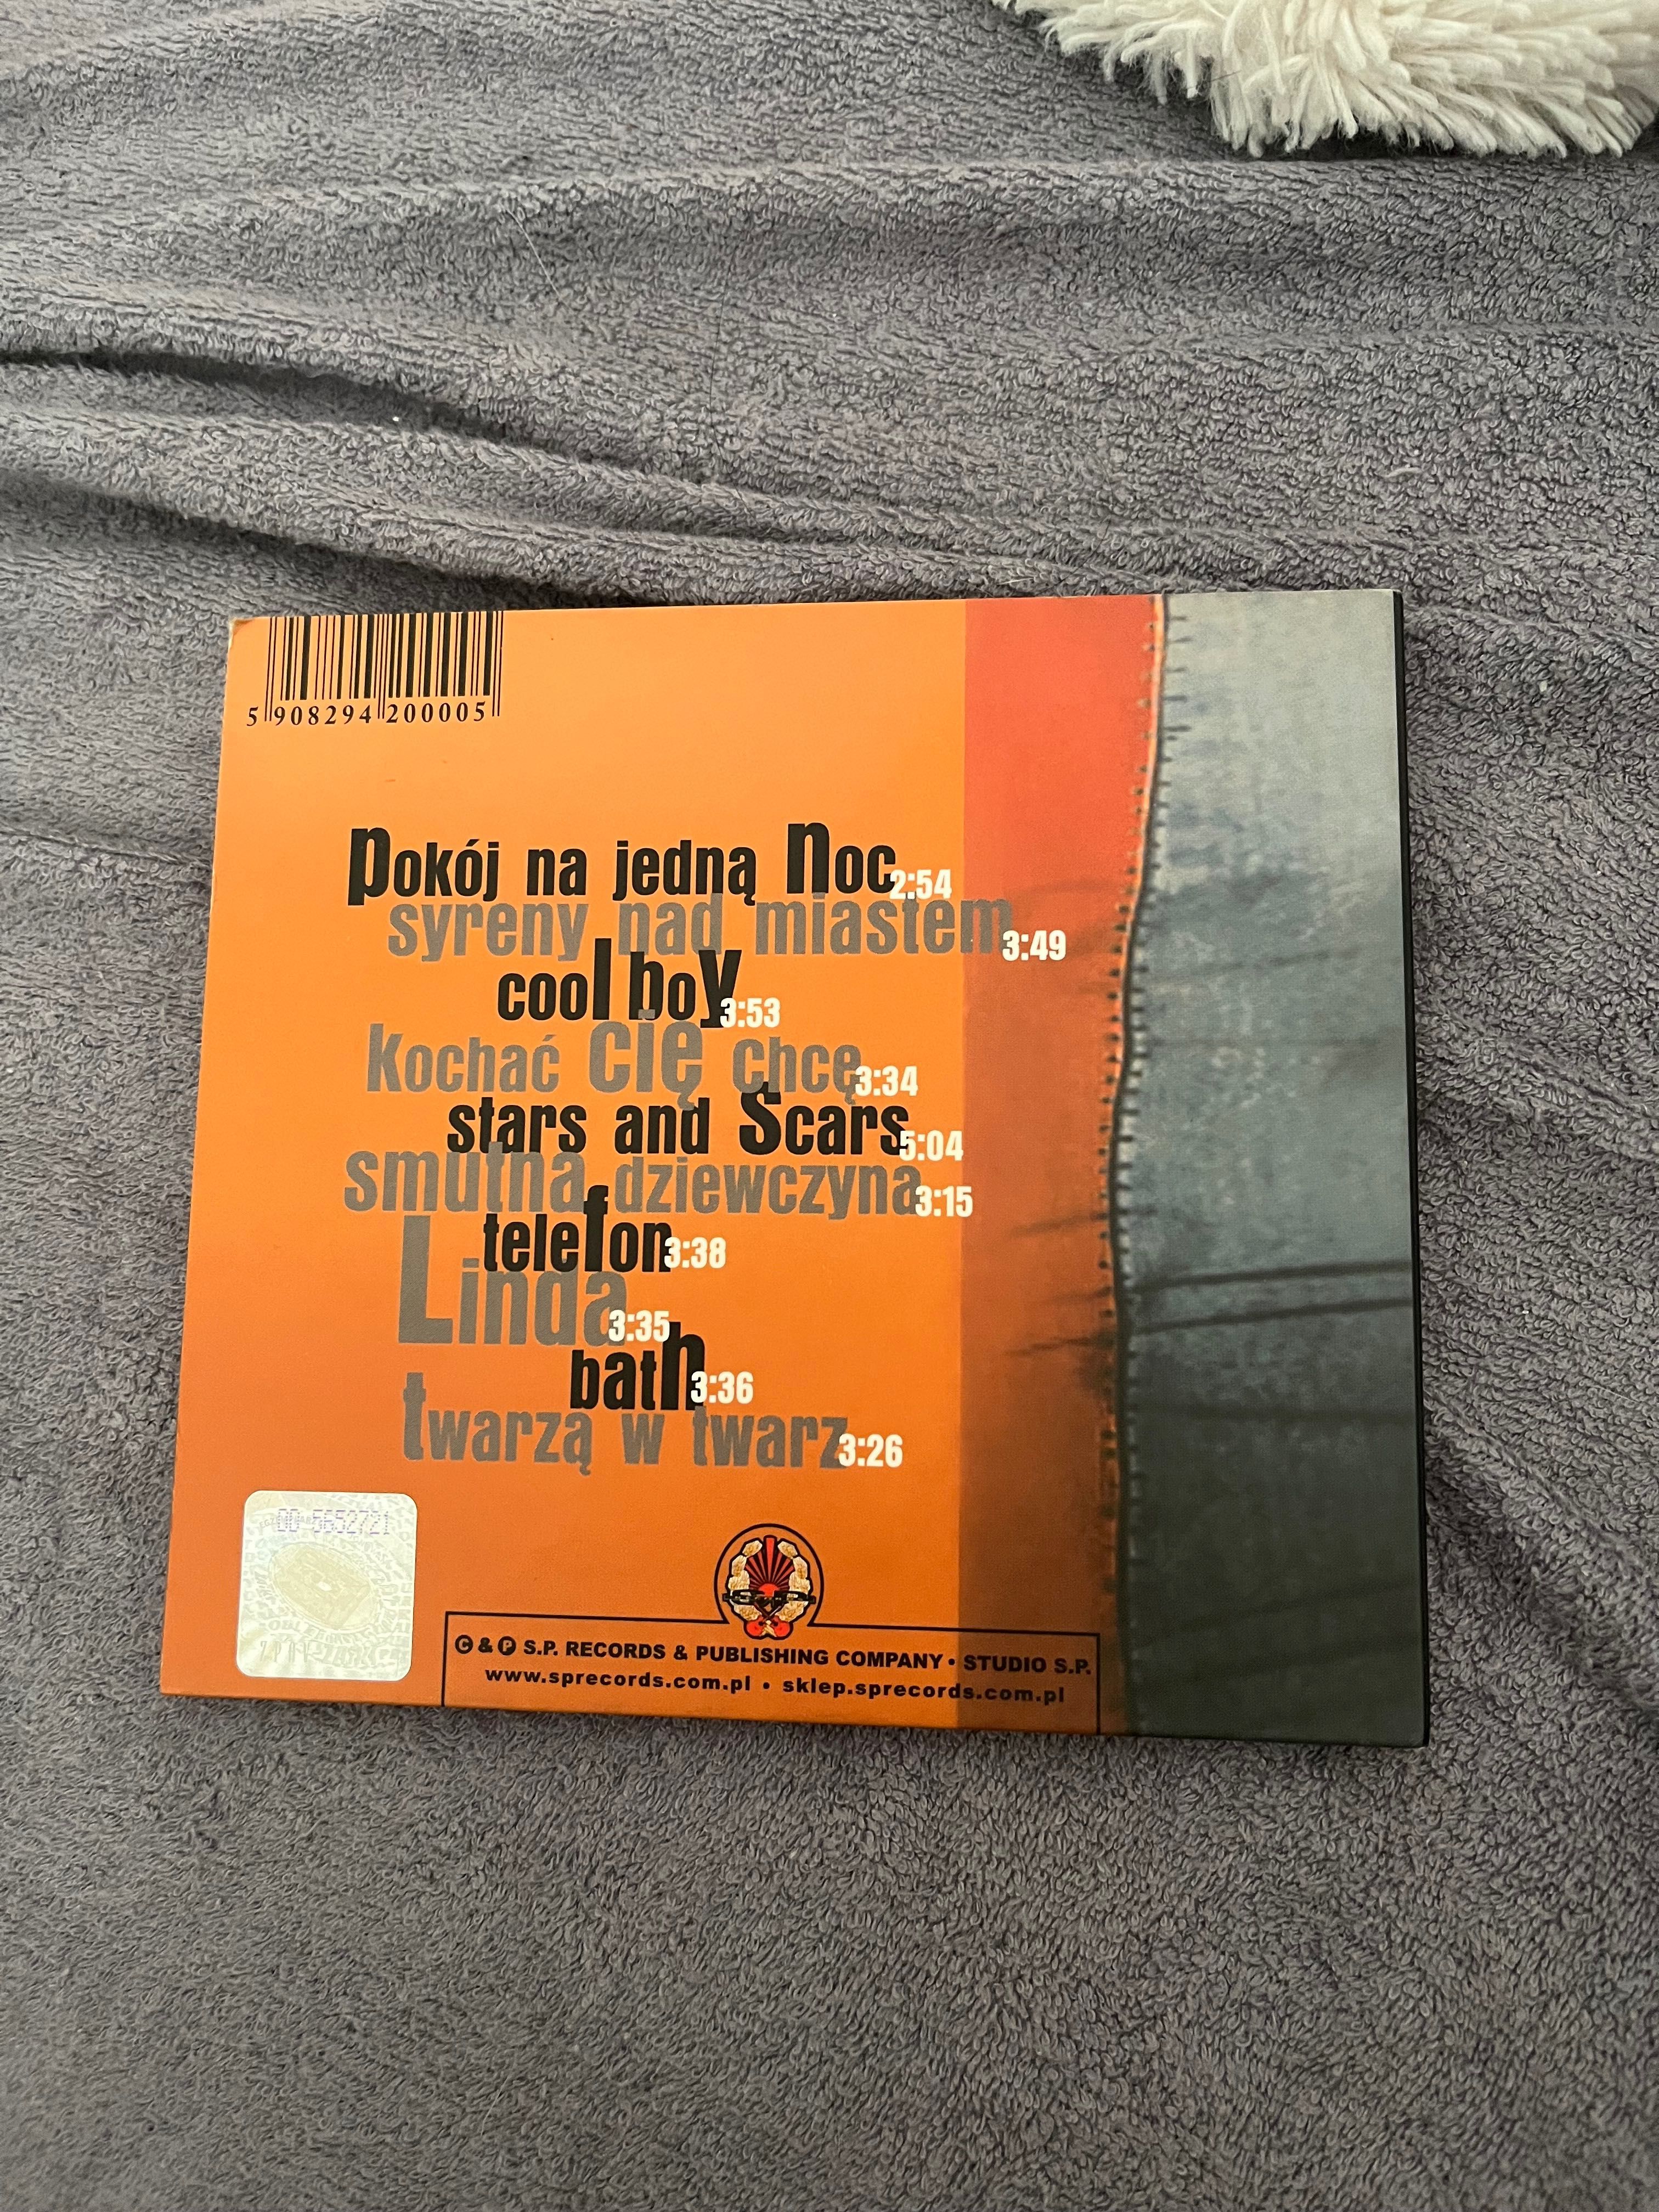 5 908294 200005
pokój na jedną noc 2:54
syreny nad miastem 3:49
cool boy 3:53
kochać cię chcę 3:34
stars and Scars 5:04
smutna dziewczyna 3:15
telefon 3:38
Linda 3:35
bath 3:36
twarzą w twarz 3:26
00-5652721
© & ℗ S.P. RECORDS & PUBLISHING COMPANY • STUDIO S.P.
www.sprecords.com.pl • sklep.sprecords.com.pl